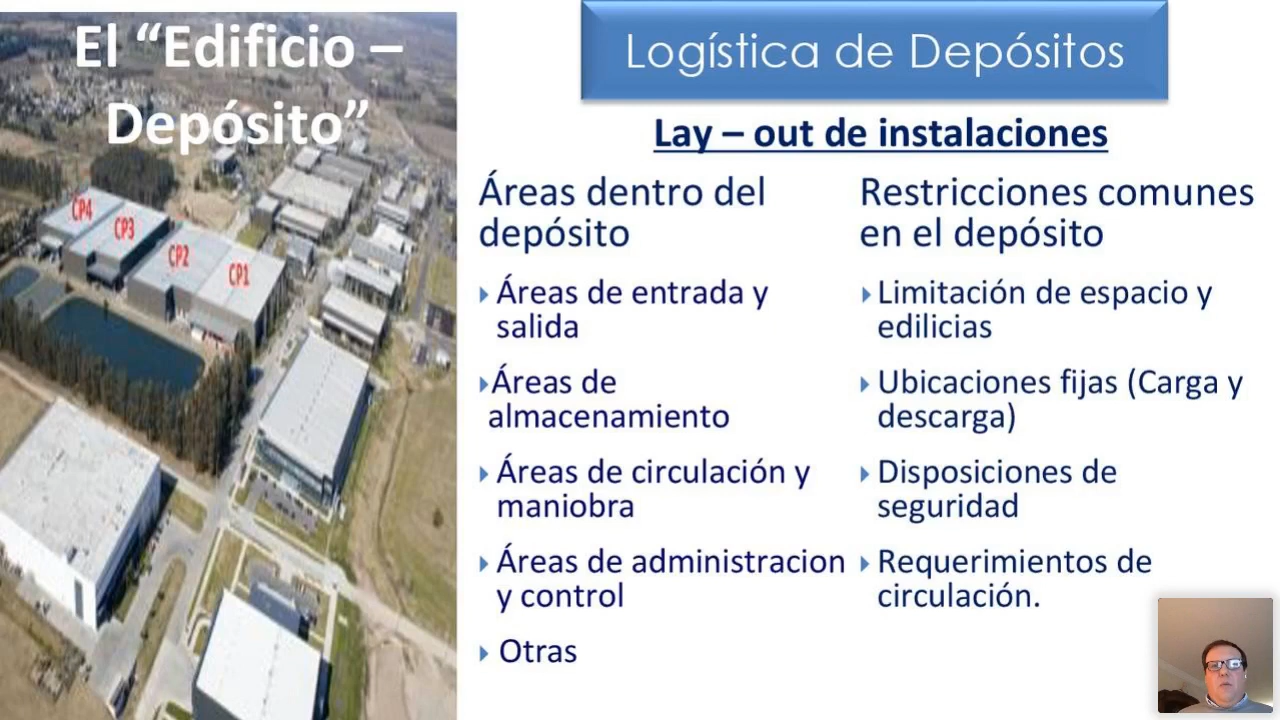 El “Edificio –
Depósito”
CP4
CP3
CP2
CP1
Logística de Depósitos
Lay – out de instalaciones
Áreas dentro del
depósito
Áreas de entrada y
salida
Áreas de
almacenamiento
Áreas de circulación y
maniobra
Áreas de administracion
y control
Otras
Restricciones comunes
en el depósito
Limitación de espacio y
edilicias
Ubicaciones fijas (Carga y
descarga)
Disposiciones de
seguridad
Requerimientos de
circulación.